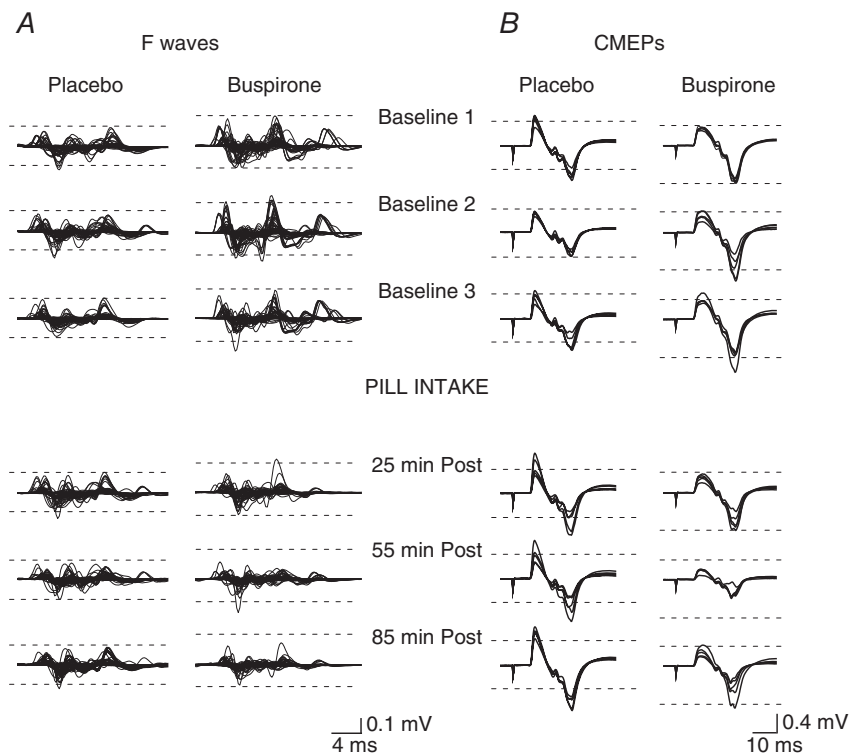 A
B
F waves
CMEPs
Placebo
Buspirone
Placebo
Buspirone
Baseline 1
Baseline 2
Baseline 3
PILL INTAKE
25 min Post
55 min Post
85 min Post
0.1 mV
4 ms
0.4 mV
10 ms